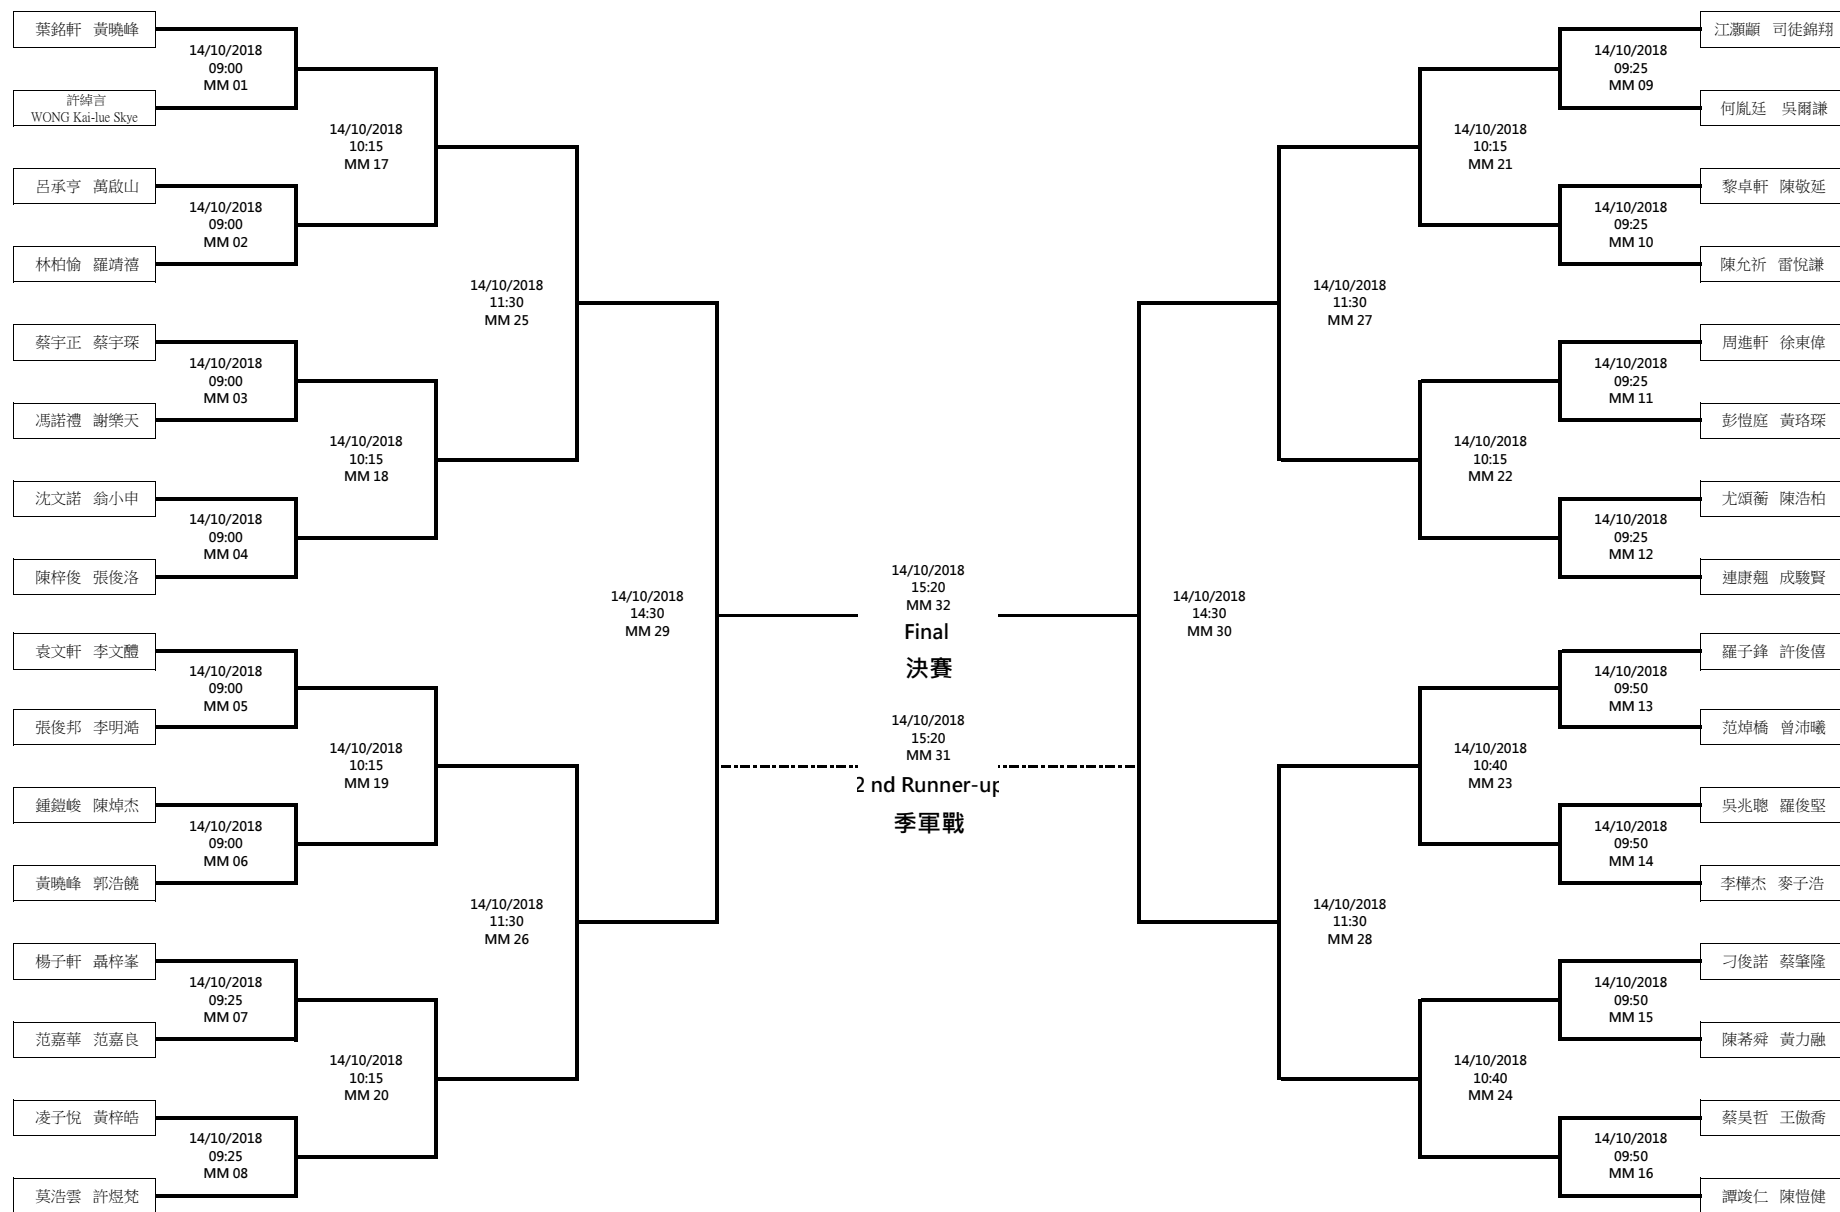 葉銘軒 黃曉峰
14/10/2018
09:00
MM 01
許綽言
WONG Kai-lue Skye
14/10/2018
10:15
MM 17
呂承亨 萬啟山
14/10/2018
09:00
MM 02
林柏愉 羅靖禧
14/10/2018
11:30
MM 25
蔡宇正 蔡宇琛
14/10/2018
09:00
MM 03
馮諾禮 謝樂天
14/10/2018
10:15
MM 18
沈文諾 翁小申
14/10/2018
09:00
MM 04
陳梓俊 張俊洛
14/10/2018
14:30
MM 29
袁文軒 李文醴
14/10/2018
09:00
MM 05
張俊邦 李明澔
14/10/2018
10:15
MM 19
鍾鎧峻 陳焯杰
14/10/2018
09:00
MM 06
黃曉峰 郭浩饒
14/10/2018
11:30
MM 26
楊子軒 聶梓峯
14/10/2018
09:25
MM 07
范嘉華 范嘉良
14/10/2018
10:15
MM 20
凌子悅 黃梓皓
14/10/2018
09:25
MM 08
莫浩雲 許煜梵
14/10/2018
15:20
MM 32
Final
決賽
14/10/2018
15:20
MM 31
2 nd Runner-up
季軍戰
江灝顓 司徒錦翔
14/10/2018
09:25
MM 09
何胤廷 吳爾謙
14/10/2018
10:15
MM 21
黎卓軒 陳敬延
14/10/2018
09:25
MM 10
陳允祈 雷悅謙
14/10/2018
11:30
MM 27
周進軒 徐東偉
14/10/2018
09:25
MM 11
彭愷庭 黃珞琛
14/10/2018
10:15
MM 22
尤頌蘅 陳浩柏
14/10/2018
09:25
MM 12
連康翹 成駿賢
14/10/2018
14:30
MM 30
羅子鋒 許俊僖
14/10/2018
09:50
MM 13
范焯橋 曾沛曦
14/10/2018
10:40
MM 23
吳兆聰 羅俊堅
14/10/2018
09:50
MM 14
李樺杰 麥子浩
14/10/2018
11:30
MM 28
刁俊諾 蔡肇隆
14/10/2018
09:50
MM 15
陳莃舜 黃力融
14/10/2018
10:40
MM 24
蔡昊哲 王傲喬
14/10/2018
09:50
MM 16
譚竣仁 陳愷健